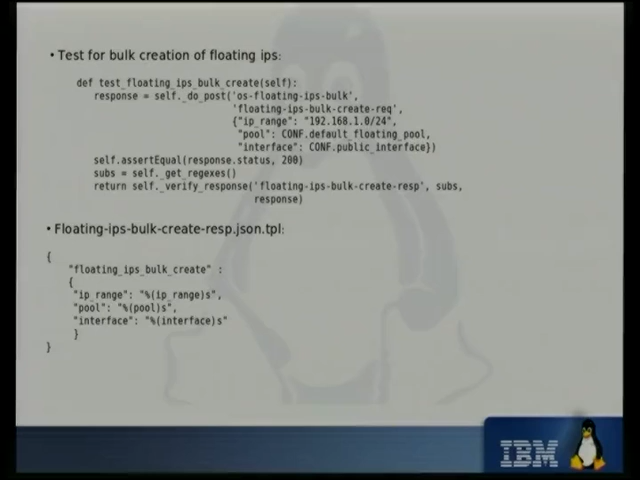 • Test for bulk creation of floating ips:
def test_floating_ips_bulk_create(self):
response = self._do_post('os-floating-ips-bulk',
'floating-ips-bulk-create-req',
{"ip_range": "192.168.1.0/24",
"pool": CONF.default_floating_pool,
"interface": CONF.public_interface})
self.assertEqual(response.status, 200)
subs = self._get_regexes()
return self._verify_response('floating-ips-bulk-create-resp', subs,
response)
• Floating-ips-bulk-create-resp.json.tpl:
{
"floating_ips_bulk_create" :
{
"ip_range": "%(ip_range)s",
"pool": "%(pool)s",
"interface": "%(interface)s"
}
}
IBM